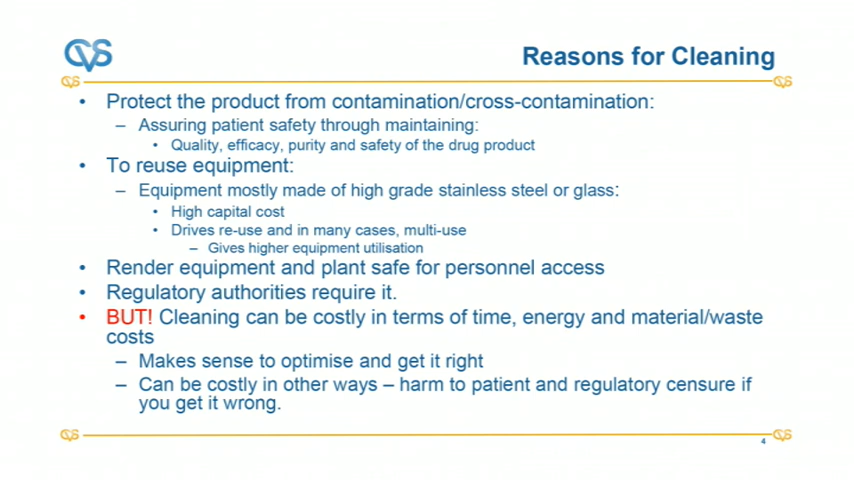 CVS
Reasons for Cleaning
CVS
CVS
• Protect the product from contamination/cross-contamination:
– Assuring patient safety through maintaining:
• Quality, efficacy, purity and safety of the drug product
• To reuse equipment:
– Equipment mostly made of high grade stainless steel or glass:
• High capital cost
• Drives re-use and in many cases, multi-use
– Gives higher equipment utilisation
• Render equipment and plant safe for personnel access
• Regulatory authorities require it.
• BUT! Cleaning can be costly in terms of time, energy and material/waste
costs
– Makes sense to optimise and get it right
– Can be costly in other ways – harm to patient and regulatory censure if
you get it wrong.
CVS
CVS
4